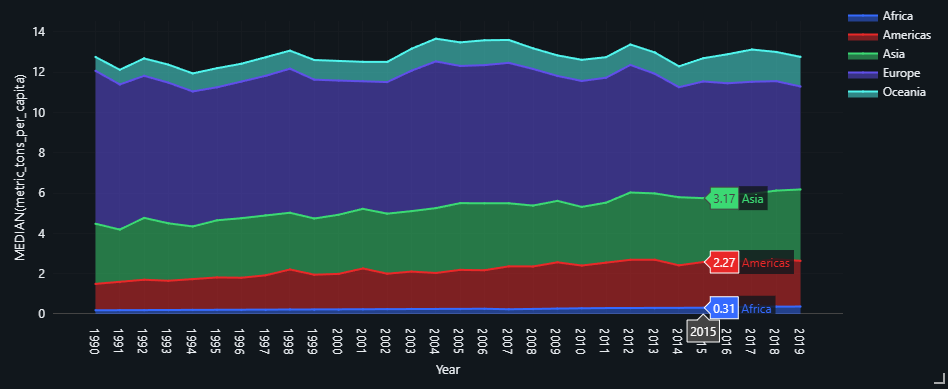 Africa
Americas
Asia
Europe
Oceania
14
12
10
8
6
4
2
0
MEDIAN(metric_tons_per_capita)
3.17 Asia
2.27 Americas
0.31 Africa
2015
1990 1991 1992 1993 1994 1995 1996 1997 1998 1999 2000 2001 2002 2003 2004 2005 2006 2007 2008 2009 2010 2011 2012 2013 2014 2015 2016 2017 2018 2019
Year